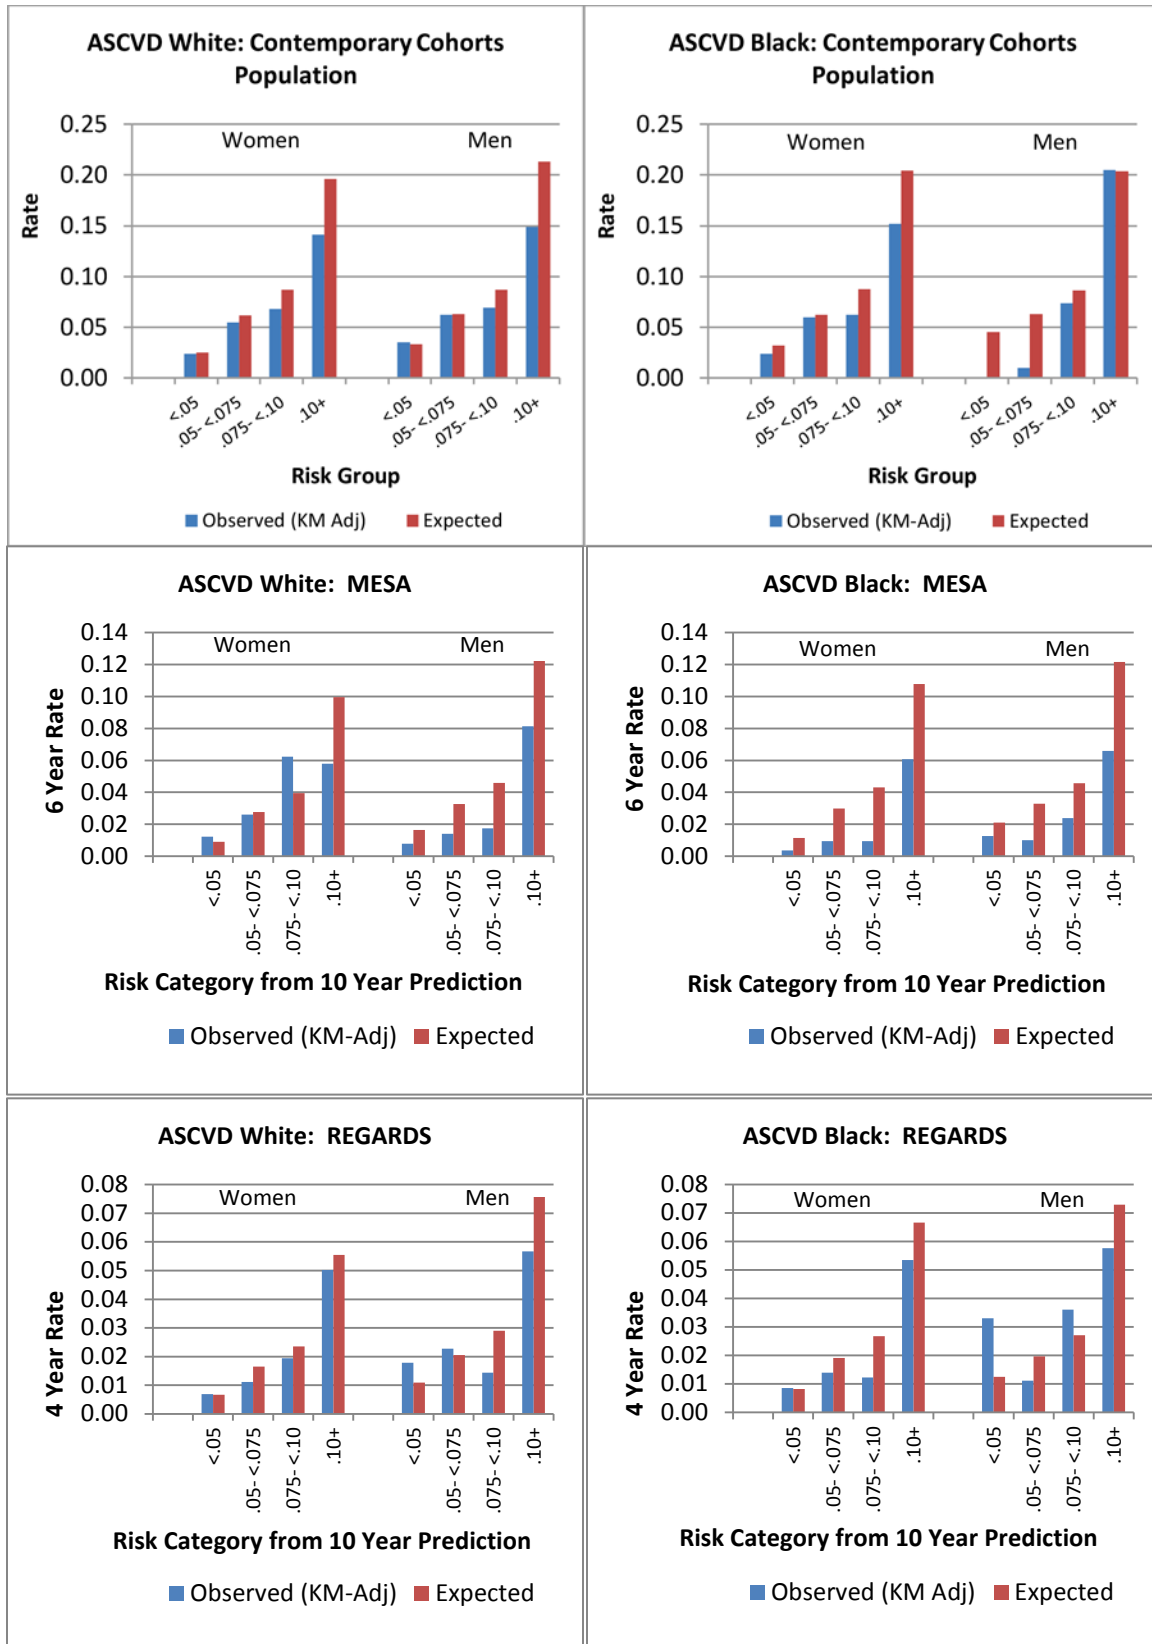 ASCVD White: Contemporary Cohorts
Population
Women
Men
0.25
0.20
0.15
0.10
0.05
0.00
Rate
<.05
.05- <.075
.075- <.10
.10+
<.05
.05- <.075
.075- <.10
.10+
Risk Group
Observed (KM Adj) Expected
ASCVD Black: Contemporary Cohorts
Population
Women
Men
0.25
0.20
0.15
0.10
0.05
0.00
Rate
<.05
.05- <.075
.075- <.10
.10+
<.05
.05- <.075
.075- <.10
.10+
Risk Group
Observed (KM-Adj) Expected
ASCVD White: MESA
Women
Men
0.14
0.12
0.10
0.08
0.06
0.04
0.02
0.00
6 Year Rate
<.05
.05- <.075
.075- <.10
.10+
<.05
.05- <.075
.075- <.10
.10+
Risk Category from 10 Year Prediction
Observed (KM-Adj) Expected
ASCVD Black: MESA
Women
Men
0.14
0.12
0.10
0.08
0.06
0.04
0.02
0.00
6 Year Rate
<.05
.05- <.075
.075- <.10
.10+
<.05
.05- <.075
.075- <.10
.10+
Risk Category from 10 Year Prediction
Observed (KM-Adj) Expected
ASCVD White: REGARDS
Women
Men
0.08
0.07
0.06
0.05
0.04
0.03
0.02
0.01
0.00
4 Year Rate
<.05
.05- <.075
.075- <.10
.10+
<.05
.05- <.075
.075- <.10
.10+
Risk Category from 10 Year Prediction
Observed (KM-Adj) Expected
ASCVD Black: REGARDS
Women
Men
0.08
0.07
0.06
0.05
0.04
0.03
0.02
0.01
0.00
4 Year Rate
<.05
.05- <.075
.075- <.10
.10+
<.05
.05- <.075
.075- <.10
.10+
Risk Category from 10 Year Prediction
Observed (KM Adj) Expected